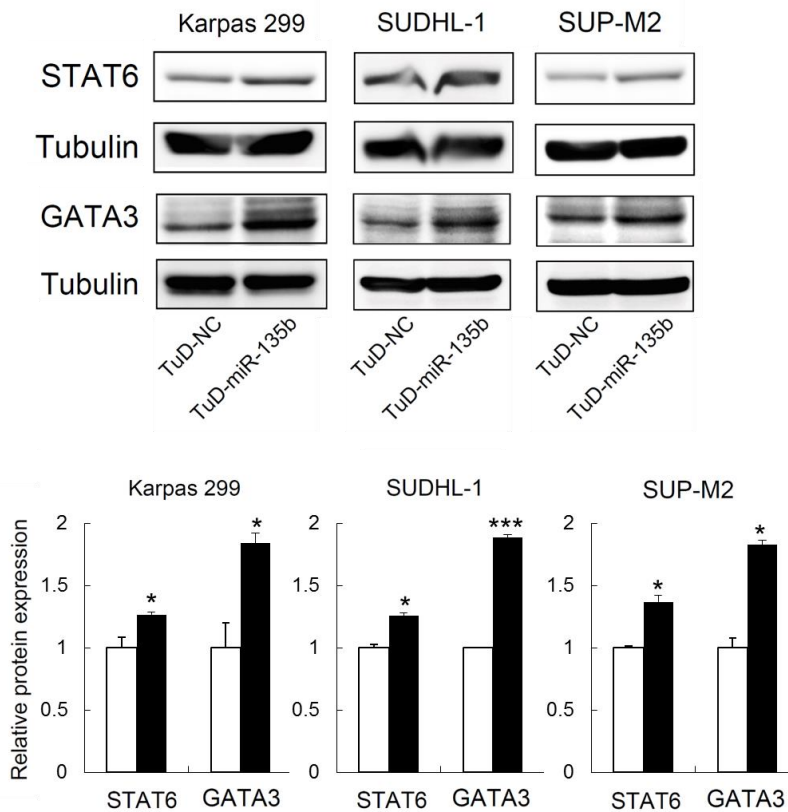 Karpas 299 SUDHL-1 SUP-M2
STAT6
Tubulin
GATA3
Tubulin
TuD-NC TuD-miR-135b TuD-NC TuD-miR-135b TuD-NC TuD-miR-135b
Karpas 299 SUDHL-1 SUP-M2
Relative protein expression
2 2 2
* *** *
1.5 1.5 1.5
* * *
1 1 1
0.5 0.5 0.5
0 0 0
STAT6 GATA3 STAT6 GATA3 STAT6 GATA3